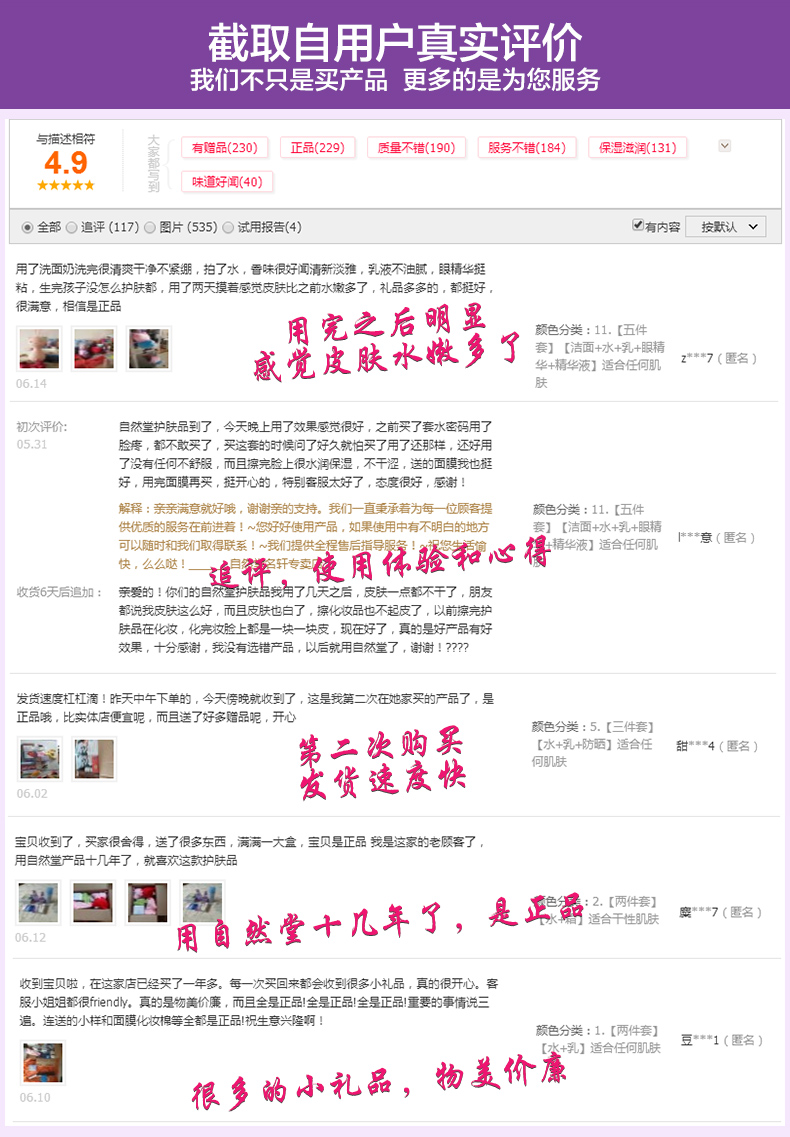 截取自用户真实评价
我们不只是买产品 更多的是为您服务
与描述相符
4.9
大家都写到
有赠品(230)
正品(229)
质量不错(190)
服务不错(184)
保湿滋润(131)
味道好闻(40)
全部
追评 (117)
图片 (535)
试用报告(4)
有内容
按默认
用了洗面奶洗完很清爽干净不紧绷，拍了水，香味很好闻清新淡雅，乳液不油腻，眼精华挺
粘，生完孩子没怎么护肤都，用了两天摸着感觉皮肤比之前水嫩多了，礼品多多的，都挺好，
很满意，相信是正品
用完之后明显
感觉皮肤水嫩多了
06.14
颜色分类：11.【五件
套】【洁面+水+乳+眼精
华+精华液】适合任何肌
肤
z***7（匿名）
初次评价:
05.31
自然堂护肤品到了，今天晚上用了效果感觉很好，之前买了套水密码用了
脸疼，都不敢买了，买这套的时候问了好久就怕买了用了还那样，还好用
了没有任何不舒服，而且擦完脸上很水润保湿，不干涩，送的面膜我也挺
好，用完面膜再买，挺开心的，特别客服太好了，态度很好，感谢！
解释：亲亲满意就好哦，谢谢亲的支持。我们一直秉承着为每一位顾客提
供优质的服务在前进着！~您好好使用产品，如果使用中有不明白的地方
可以随时和我们取得联系！~我们提供全程售后指导服务！~祝您生活愉
快，么么哒！______自然堂名轩专卖店
追评，使用体验和心得
颜色分类：11.【五件
套】【洁面+水+乳+眼精
+精华液】适合任何肌
l***意（匿名）
收货6天后追加：
亲爱的！你们的自然堂护肤品我用了几天之后，皮肤一点都不干了，朋友
都说我皮肤这么好，而且皮肤也白了，擦化妆品也不起皮了，以前擦完护
肤品在化妆，化完妆脸上都是一块一块皮，现在好了，真的是好产品有好
效果，十分感谢，我没有选错产品，以后就用自然堂了，谢谢！????
发货速度杠杠滴！昨天中午下单的，今天傍晚就收到了，这是我第二次在她家买的产品了，是
正品哦，比实体店便宜呢，而且送了好多赠品呢，开心
第二次购买
发货速度快
06.02
颜色分类：5.【三件套】
【水+乳+防晒】适合任
何肌肤
甜***4（匿名）
宝贝收到了，买家很舍得，送了很多东西，满满一大盒，宝贝是正品 我是这家的老顾客了，
用自然堂产品十几年了，就喜欢这款护肤品
用自然堂十几年了，是正品
06.12
颜色分类：2.【两件套】
【水+霜】适合干性肌肤
腐***7（匿名）
收到宝贝啦，在这家店已经买了一年多。每一次买回来都会收到很多小礼品，真的很开心。客
服小姐姐都很friendly。真的是物美价廉，而且全是正品!全是正品!全是正品!重要的事情说三
遍。连送的小样和面膜化妆棉等全都是正品!祝生意兴隆啊！
很多的小礼品，物美价廉
06.10
颜色分类：1.【两件套】
【水+乳】适合任何肌肤
豆***1（匿名）